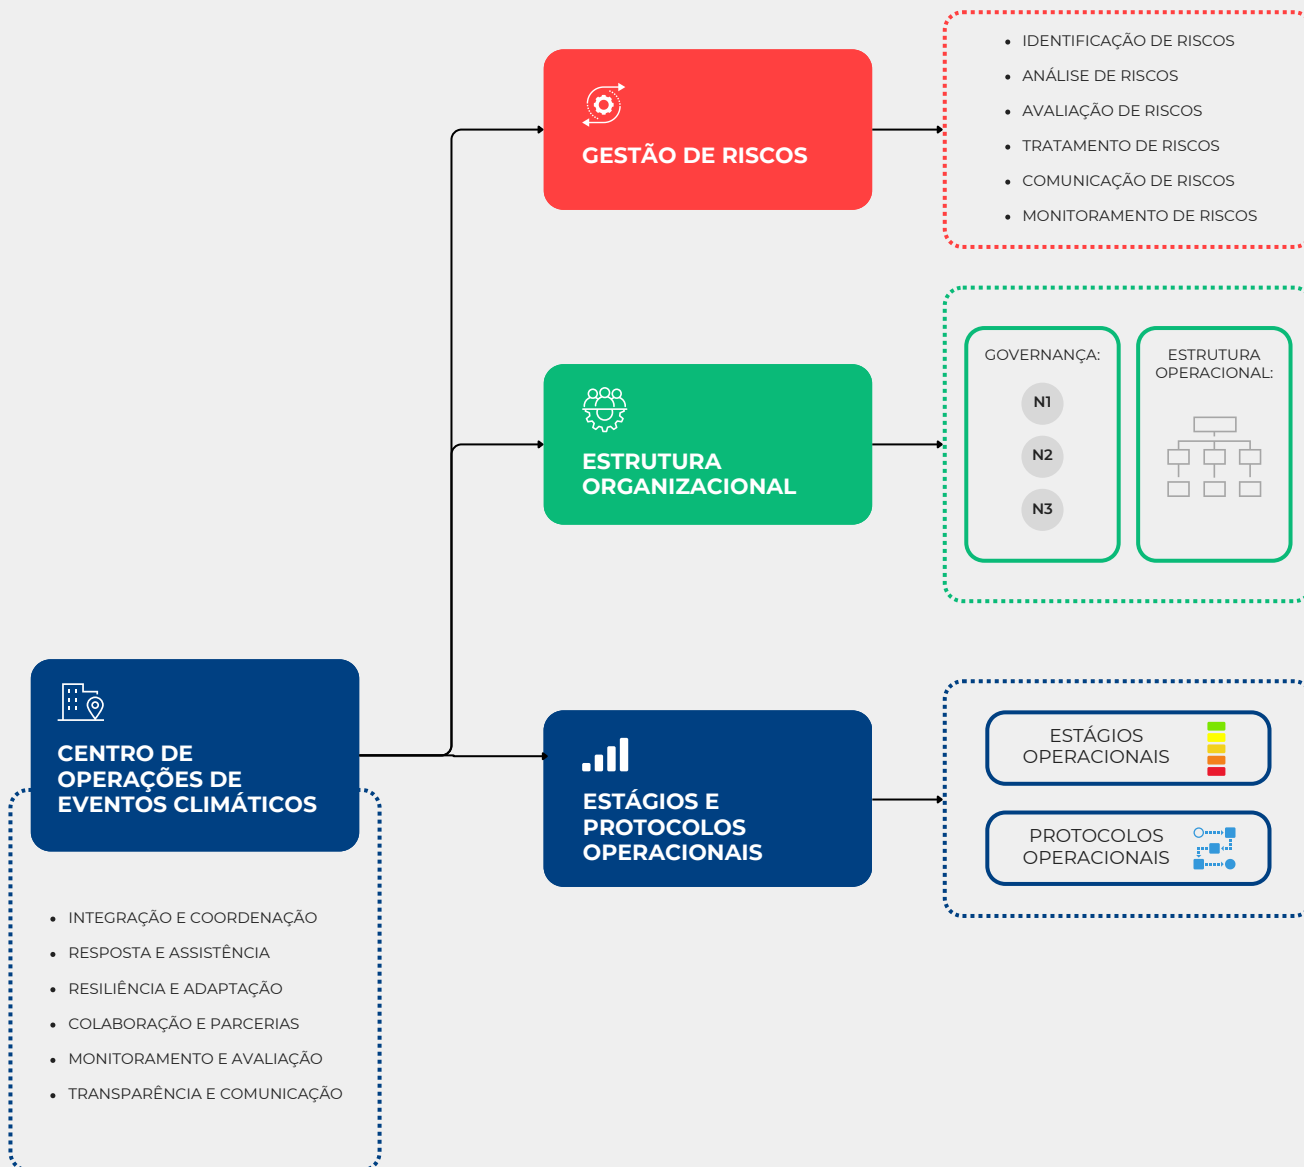 IDENTIFICAÇÃO DE RISCOS
ANÁLISE DE RISCOS
AVALIAÇÃO DE RISCOS
TRATAMENTO DE RISCOS
COMUNICAÇÃO DE RISCOS
MONITORAMENTO DE RISCOS
GESTÃO DE RISCOS
GOVERNANÇA:
N1
N2
N3
ESTRUTURA
OPERACIONAL:
ESTRUTURA
ORGANIZACIONAL
CENTRO DE
OPERAÇÕES DE
EVENTOS CLIMÁTICOS
ESTÁGIOS E
PROTOCOLOS
OPERACIONAIS
ESTÁGIOS
OPERACIONAIS
PROTOCOLOS
OPERACIONAIS
INTEGRAÇÃO E COORDENAÇÃO
RESPOSTA E ASSISTÊNCIA
RESILIÊNCIA E ADAPTAÇÃO
COLABORAÇÃO E PARCERIAS
MONITORAMENTO E AVALIAÇÃO
TRANSPARÊNCIA E COMUNICAÇÃO